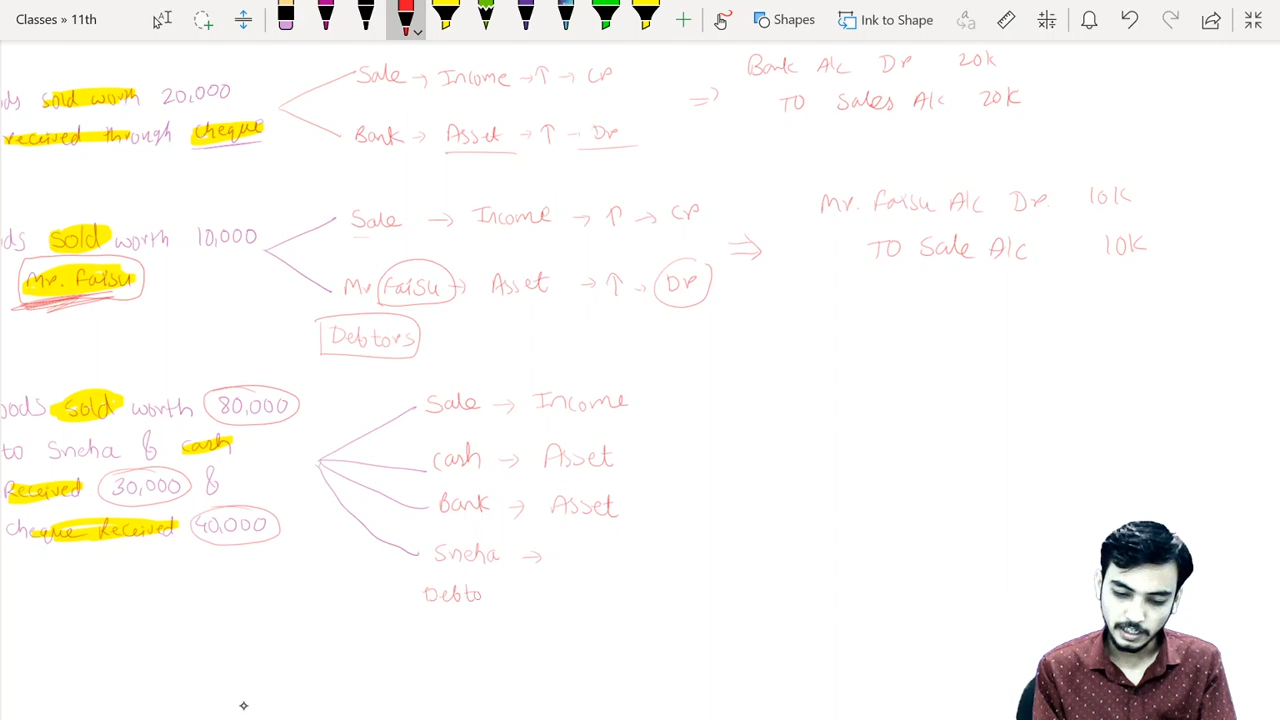 Classes » 11th
Shapes
Ink to Shape
ds sold worth 20,000
received through cheque
Sale → Income → ↑ → Cr
Bank → Asset → ↑ → Dr
⇒
Bank A/c Dr 20k
To Sales A/c 20k
ds sold worth 10,000
Mr. Faisu
Sale → Income → ↑ → Cr
Mr Faisu → Asset → ↑ → Dr
Debtors
⇒
Mr. Faisu A/c Dr. 10k
To Sale A/c 10k
oods sold worth 80,000
to Sneha & cash
Received 30,000 &
cheque Received 40,000
Sale → Income
cash → Asset
Bank → Asset
Sneha →
Debto